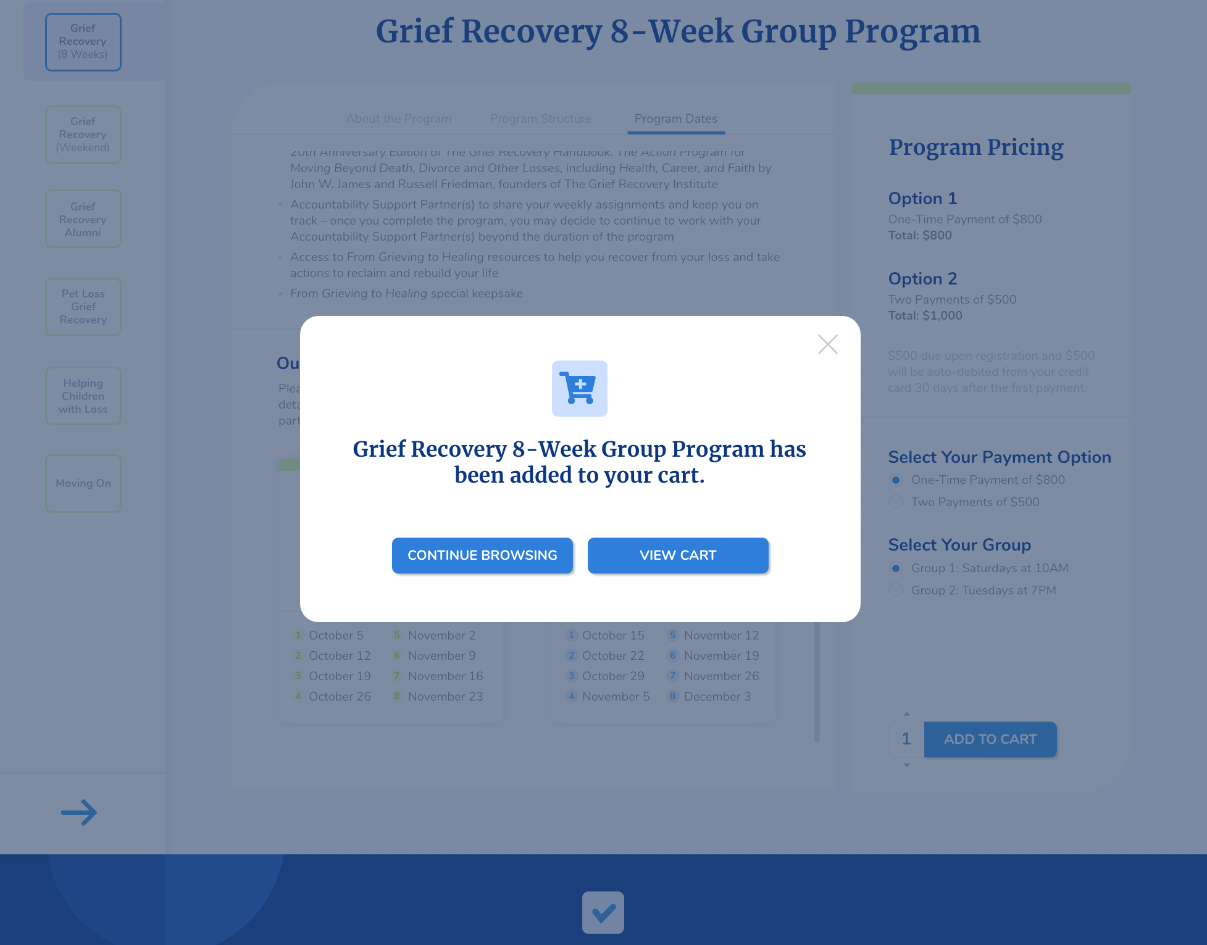 Grief
Recovery
(8 Weeks)
Grief
Recovery
(Weekend)
Grief
Recovery
Alumni
Pet Loss
Grief
Recovery
Helping
Children
with Loss
Moving On
Grief Recovery 8-Week Group Program
About the Program
Program Structure
Program Dates
20th Anniversary Edition of The Grief Recovery Handbook: The Action Program for
Moving Beyond Death, Divorce and Other Losses, including Health, Career, and Faith by
John W. James and Russell Friedman, founders of The Grief Recovery Institute
Accountability Support Partner(s) to share your weekly assignments and keep you on
track – once you complete the program, you may decide to continue to work with your
Accountability Support Partner(s) beyond the duration of the program
Access to From Grieving to Healing resources to help you recover from your loss and take
actions to reclaim and rebuild your life
From Grieving to Healing special keepsake
Grief Recovery 8-Week Group Program has
been added to your cart.
CONTINUE BROWSING
VIEW CART
1 October 5
2 October 12
3 October 19
4 October 26
5 November 2
6 November 9
7 November 16
8 November 23
1 October 15
2 October 22
3 October 29
4 November 5
5 November 12
6 November 19
7 November 26
8 December 3
Program Pricing
Option 1
One-Time Payment of $800
Total: $800
Option 2
Two Payments of $500
Total: $1,000
$500 due upon registration and $500
will be auto-debited from your credit
card 30 days after the first payment.
Select Your Payment Option
One-Time Payment of $800
Two Payments of $500
Select Your Group
Group 1: Saturdays at 10AM
Group 2: Tuesdays at 7PM
1
ADD TO CART